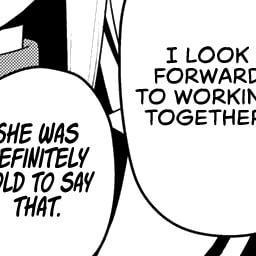 I LOOK
FORWARD
TO WORKIN
TOGETHER
SHE WAS
EFINITELY
OLD TO SAY
THAT.